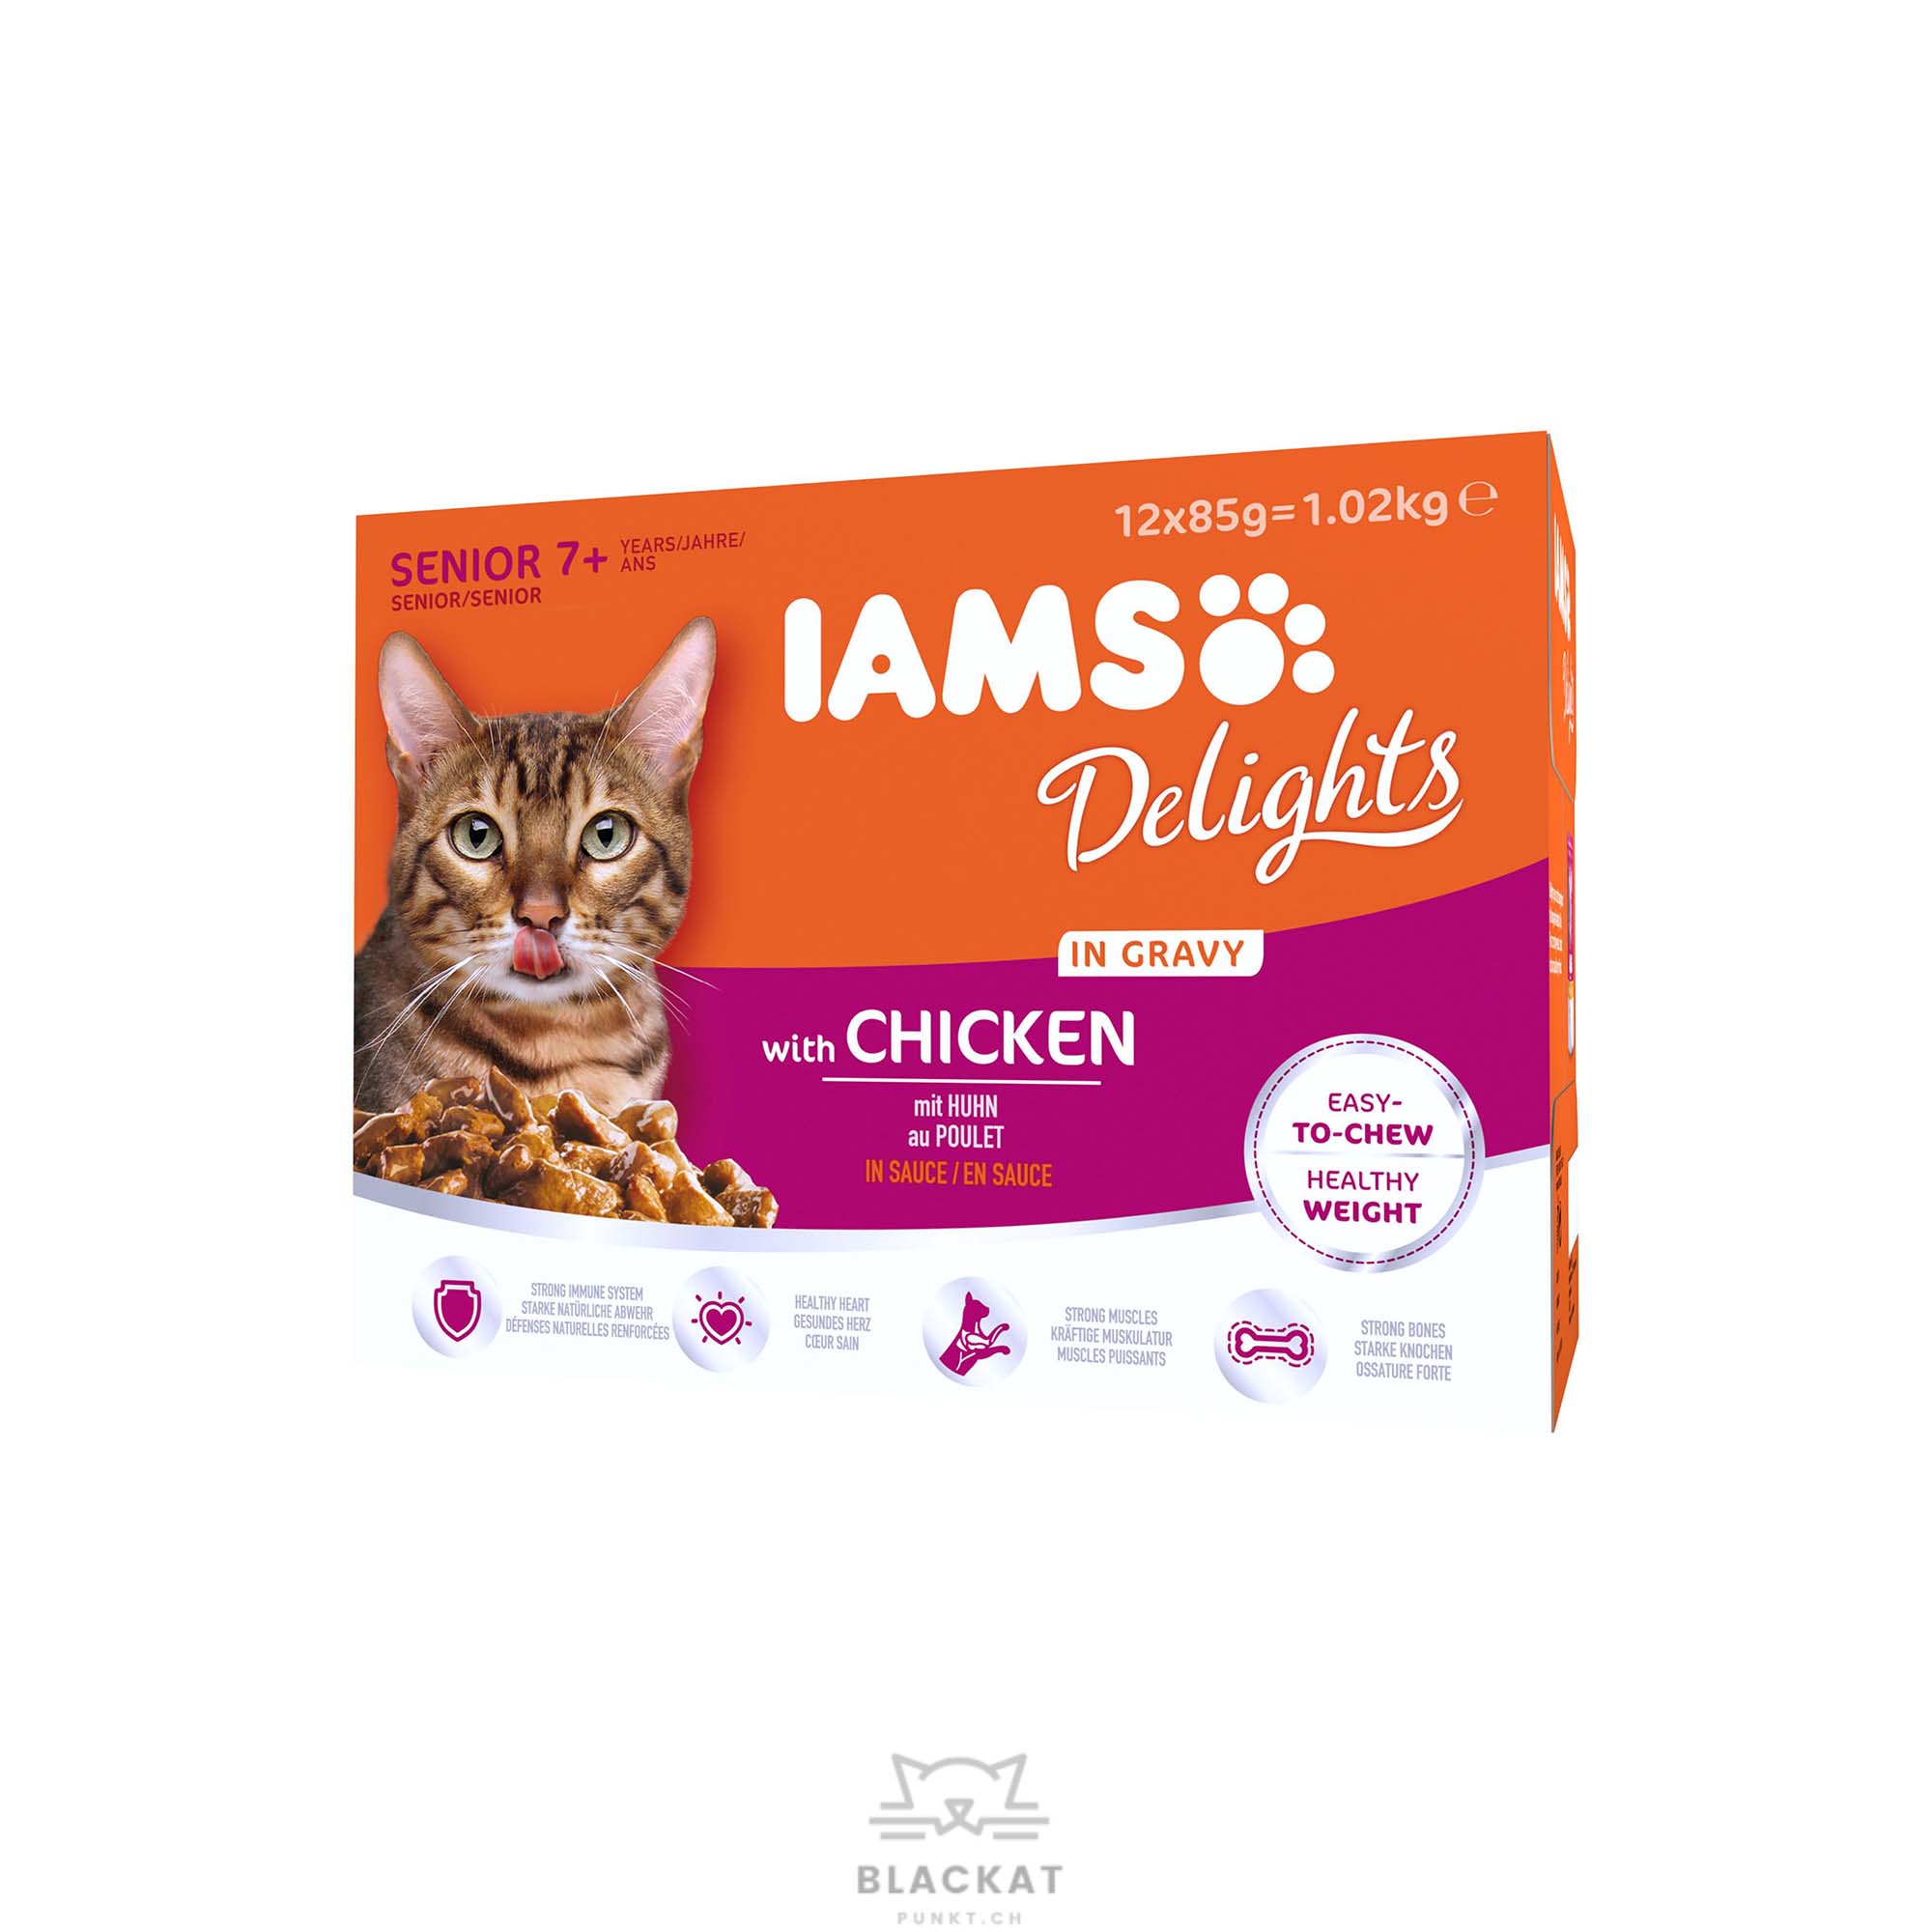 12x85g=1.02kg ℮
SENIOR 7+ YEARS/JAHRE/
ANS
SENIOR/SENIOR
IAMS
Delights
IN GRAVY
with CHICKEN
mit HUHN
au POULET
IN SAUCE / EN SAUCE
EASY-
TO-CHEW
HEALTHY
WEIGHT
STRONG IMMUNE SYSTEM
STARKE NATÜRLICHE ABWEHR
DÉFENSES NATURELLES RENFORCÉES
HEALTHY HEART
GESUNDES HERZ
CŒUR SAIN
STRONG MUSCLES
KRÄFTIGE MUSKULATUR
MUSCLES PUISSANTS
STRONG BONES
STARKE KNOCHEN
OSSATURE FORTE
IAMS
Delights
BLACKAT
PUNKT.CH